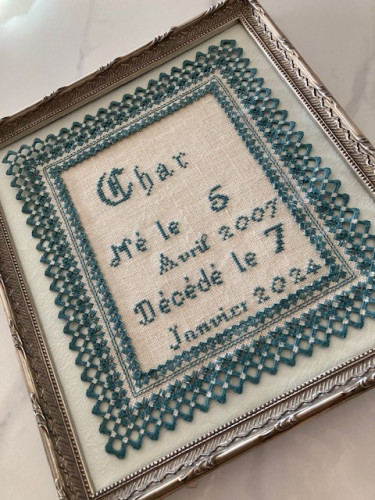 Char
Né le 5
Avril 2007
Décédé le 7
Janvier 2024